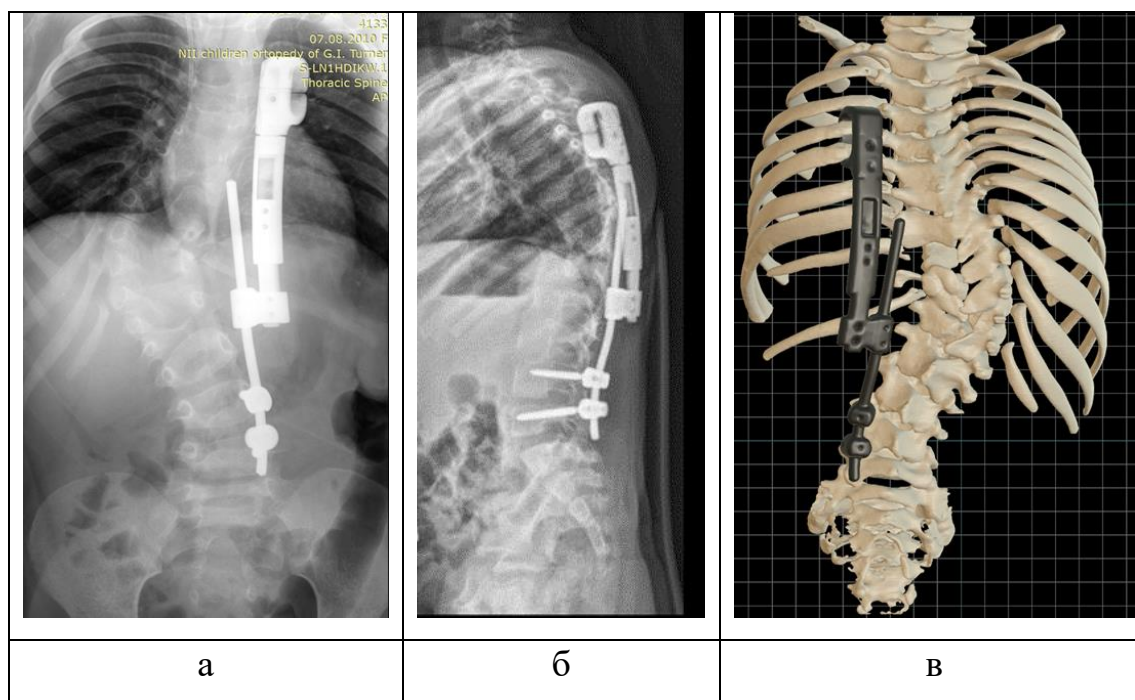 4133
07.08.2010 F
NII children ortopedy of G.I. Turner
S-LN1HDIKW.1
Thoracic Spine
AP
а
б
в